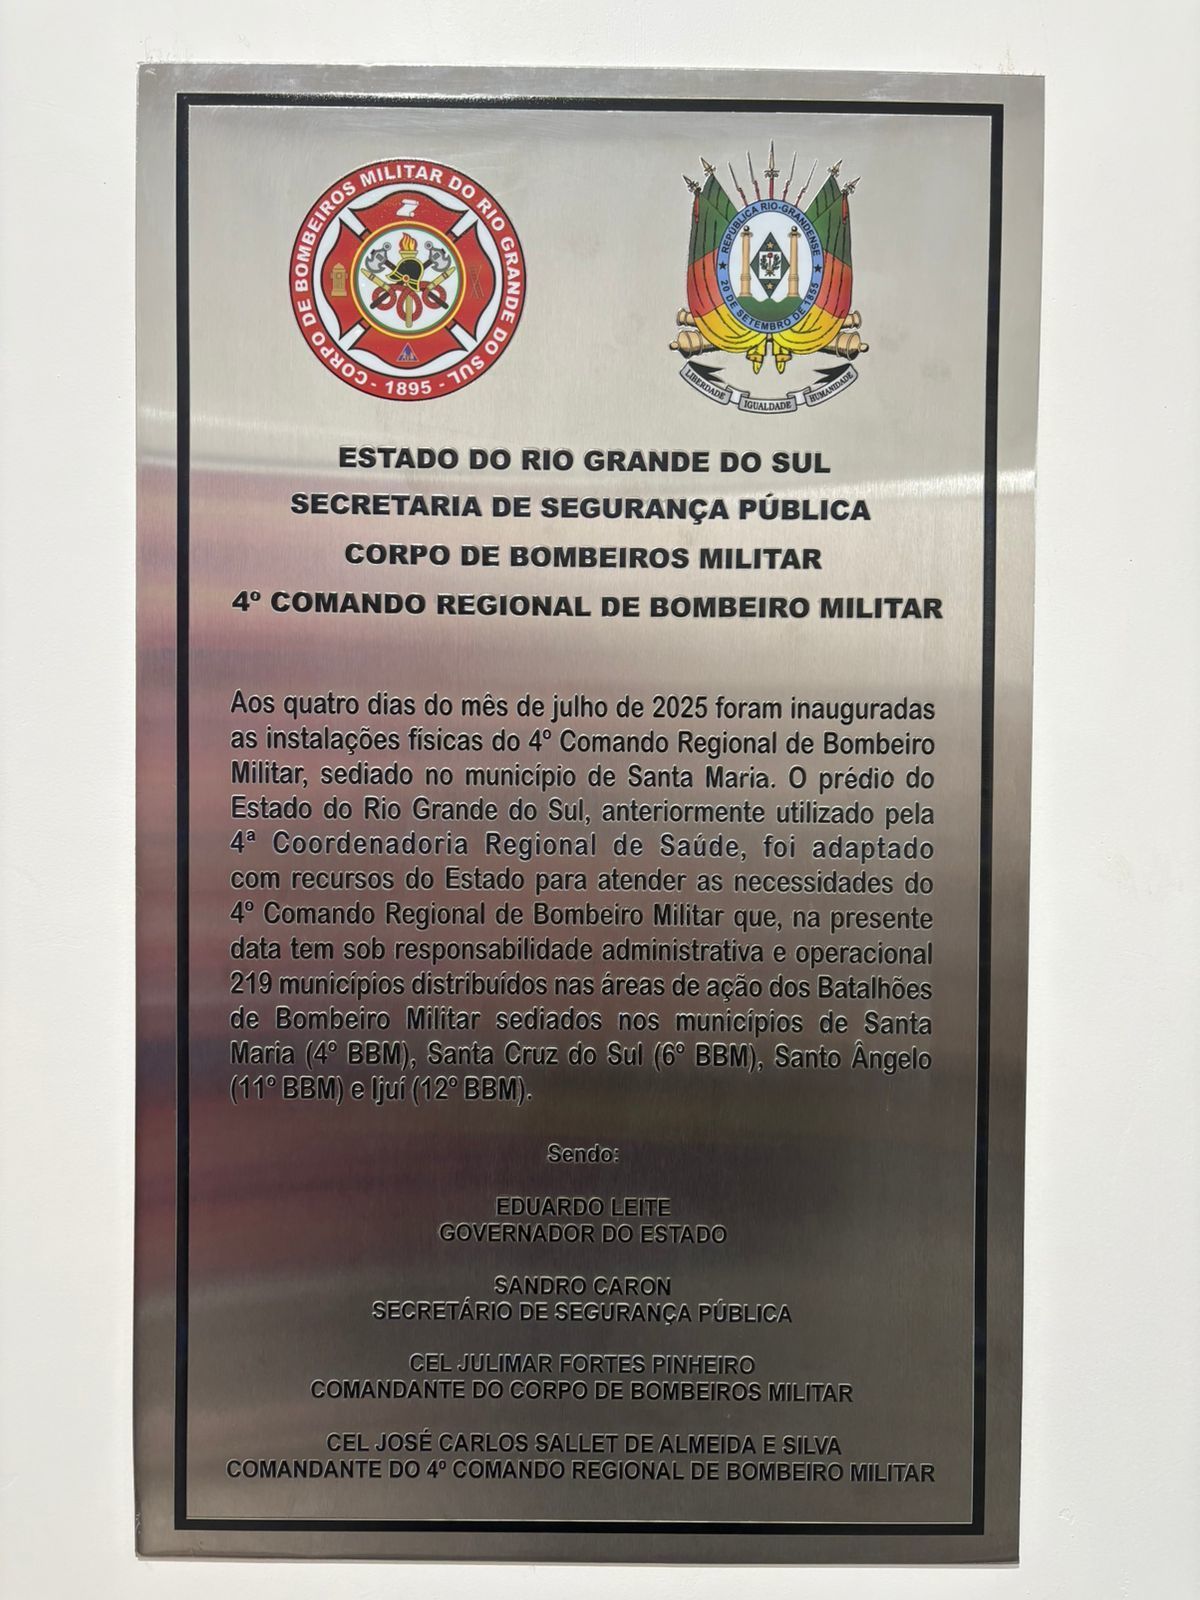 CORPO DE BOMBEIROS MILITAR DO RIO GRANDE DO SUL
- 1895 -
REPÚBLICA RIO-GRANDENSE
20 DE SETEMBRO DE 1835
LIBERDADE IGUALDADE HUMANIDADE
ESTADO DO RIO GRANDE DO SUL
SECRETARIA DE SEGURANÇA PÚBLICA
CORPO DE BOMBEIROS MILITAR
4º COMANDO REGIONAL DE BOMBEIRO MILITAR
Aos quatro dias do mês de julho de 2025 foram inauguradas
as instalações físicas do 4º Comando Regional de Bombeiro
Militar, sediado no município de Santa Maria. O prédio do
Estado do Rio Grande do Sul, anteriormente utilizado pela
4ª Coordenadoria Regional de Saúde, foi adaptado
com recursos do Estado para atender as necessidades do
4º Comando Regional de Bombeiro Militar que, na presente
data tem sob responsabilidade administrativa e operacional
219 municípios distribuídos nas áreas de ação dos Batalhões
de Bombeiro Militar sediados nos municípios de Santa
Maria (4º BBM), Santa Cruz do Sul (6º BBM), Santo Ângelo
(11º BBM) e Ijuí (12º BBM).
Sendo:
EDUARDO LEITE
GOVERNADOR DO ESTADO
SANDRO CARON
SECRETÁRIO DE SEGURANÇA PÚBLICA
CEL JULIMAR FORTES PINHEIRO
COMANDANTE DO CORPO DE BOMBEIROS MILITAR
CEL JOSÉ CARLOS SALLET DE ALMEIDA E SILVA
COMANDANTE DO 4º COMANDO REGIONAL DE BOMBEIRO MILITAR